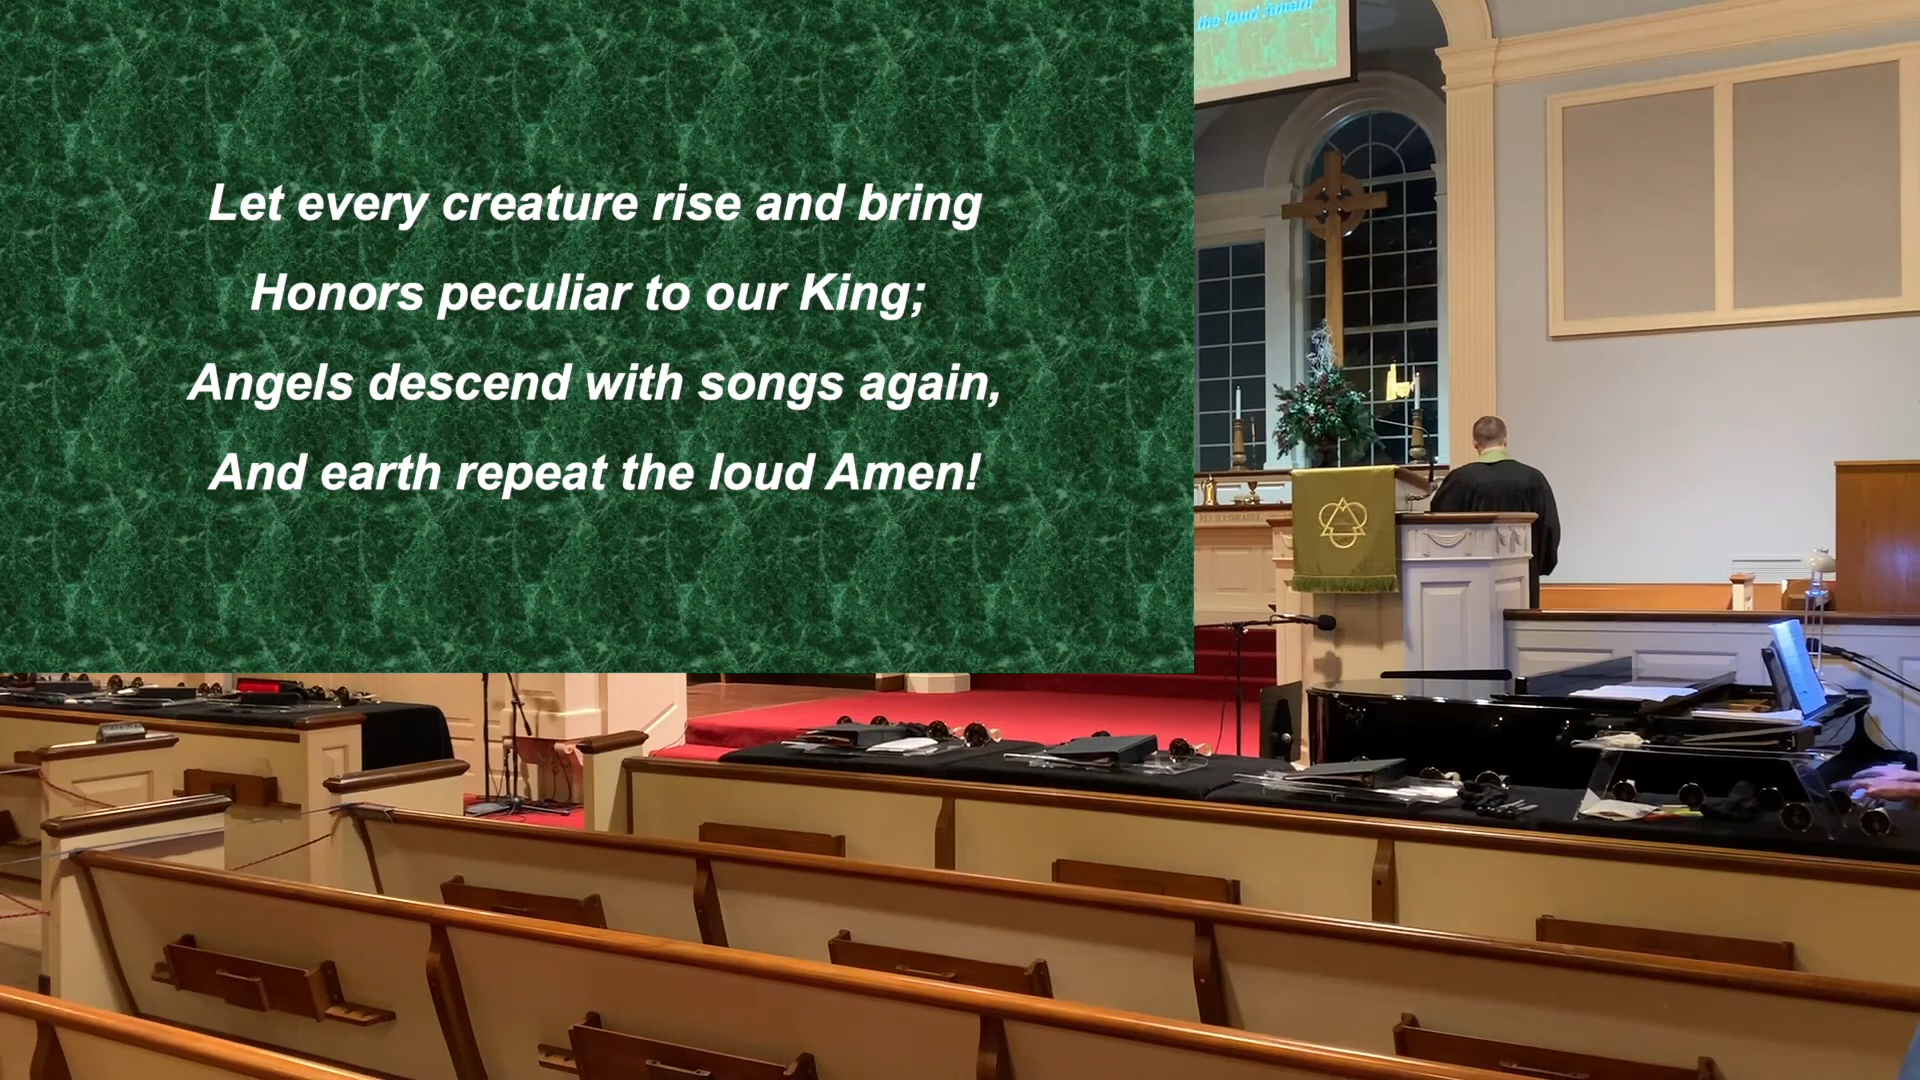 Let every creature rise and bring
Honors peculiar to our King;
Angels descend with songs again,
And earth repeat the loud Amen!
the loud Amen!